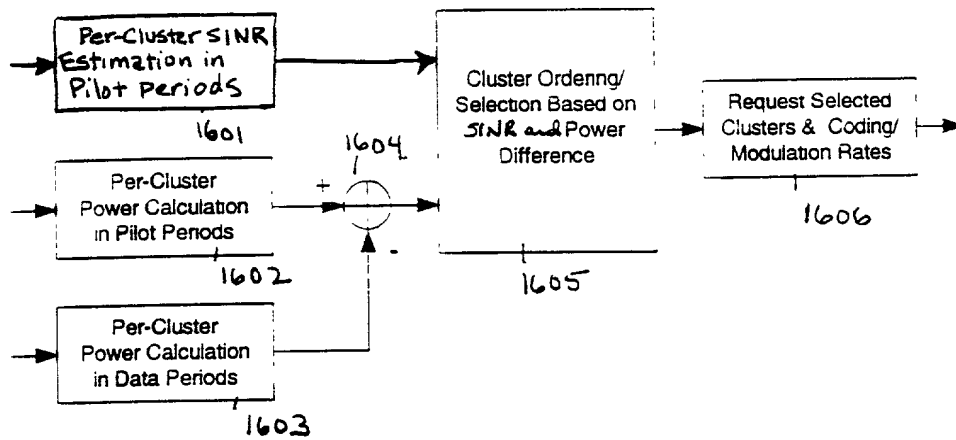 Per-Cluster SINR
Estimation in
Pilot Periods
1601
Per-Cluster
Power Calculation
in Pilot Periods
1602
Per-Cluster
Power Calculation
in Data Periods
1603
1604
+
-
Cluster Ordering/
Selection Based on
SINR and Power
Difference
1605
Request Selected
Clusters & Coding/
Modulation Rates
1606